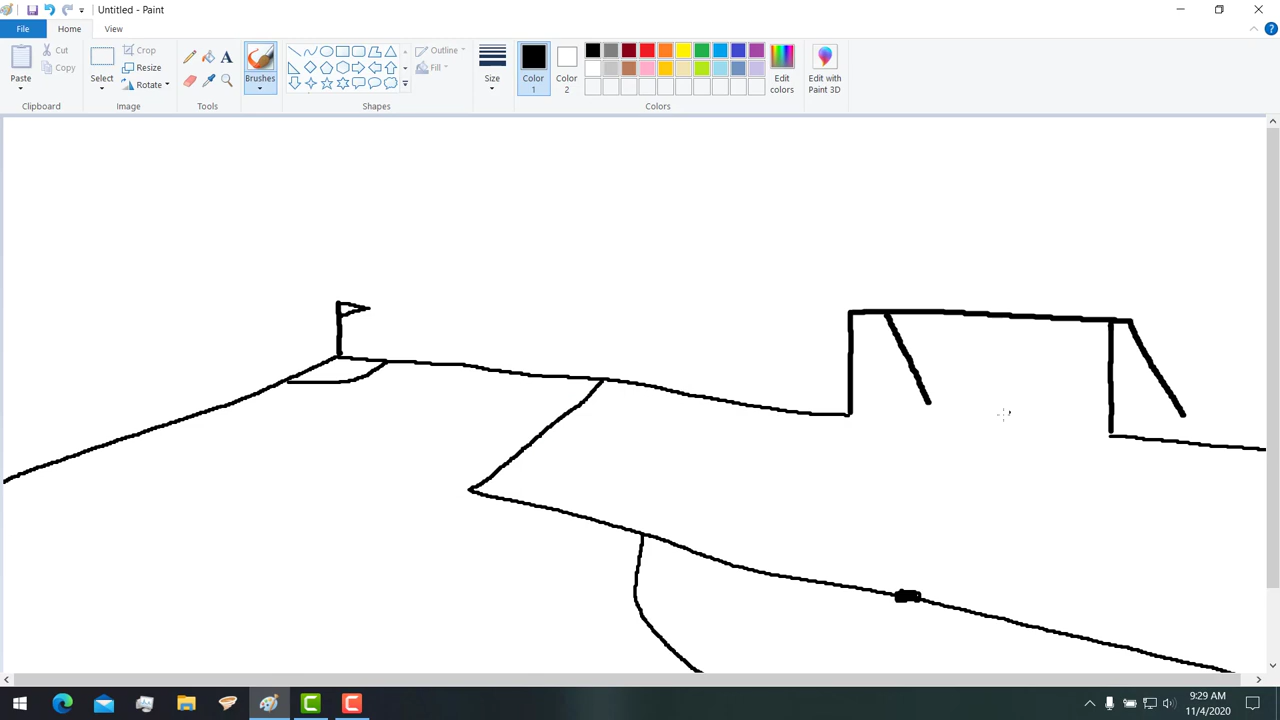 Untitled - Paint
File Home View
Paste
Cut
Copy
Clipboard
Select
Crop
Resize
Rotate
Image
A
Tools
Brushes
Outline
Fill
Shapes
Size
Color 1
Color 2
Edit colors
Colors
Edit with Paint 3D
9:29 AM
11/4/2020